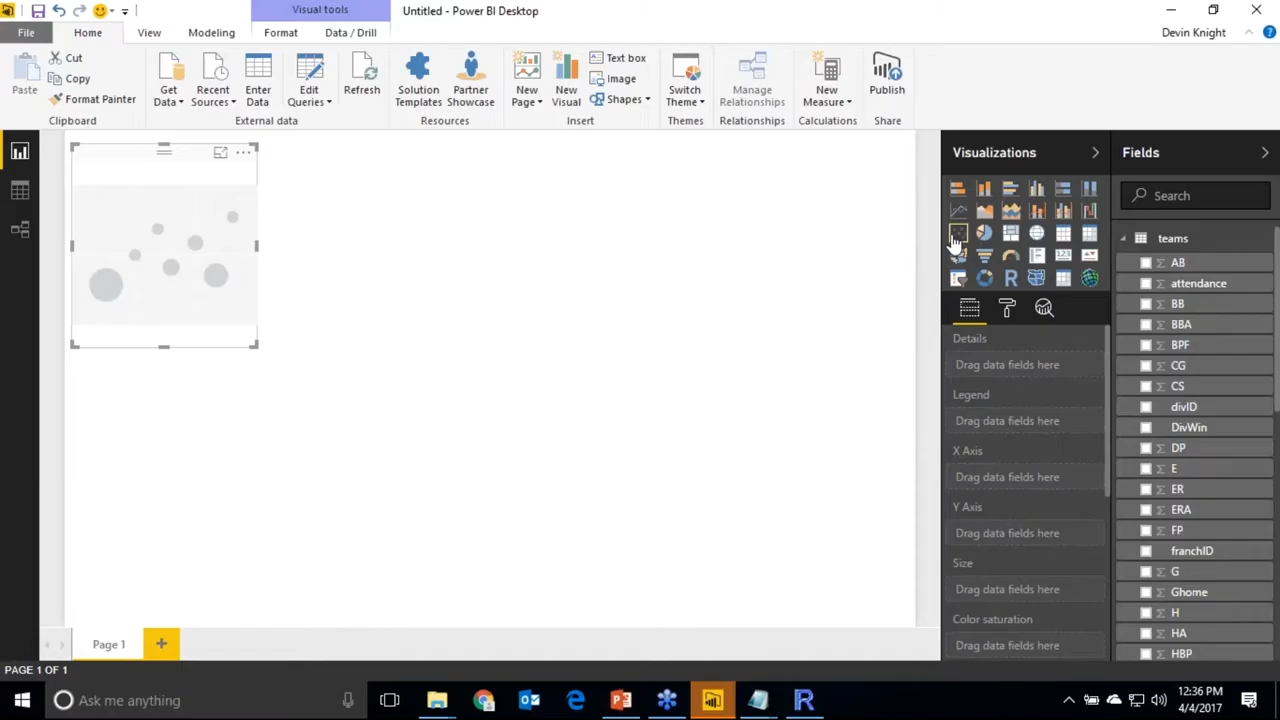 Visual tools
Untitled - Power BI Desktop
File
Home
View
Modeling
Format
Data / Drill
Devin Knight
Paste
Cut
Copy
Format Painter
Clipboard
Get Data
Recent Sources
Enter Data
Edit Queries
Refresh
External data
Solution Templates
Partner Showcase
Resources
New Page
New Visual
Text box
Image
Shapes
Insert
Switch Theme
Themes
Manage Relationships
Relationships
New Measure
Calculations
Publish
Share
Visualizations
Fields
Search
R
123
Details
Drag data fields here
Legend
Drag data fields here
X Axis
Drag data fields here
Y Axis
Drag data fields here
Size
Drag data fields here
Color saturation
Drag data fields here
teams
AB
attendance
BB
BBA
BPF
CG
CS
divID
DivWin
DP
E
ER
ERA
FP
franchID
G
Ghome
H
HA
HBP
Page 1
PAGE 1 OF 1
Ask me anything
12:36 PM
4/4/2017